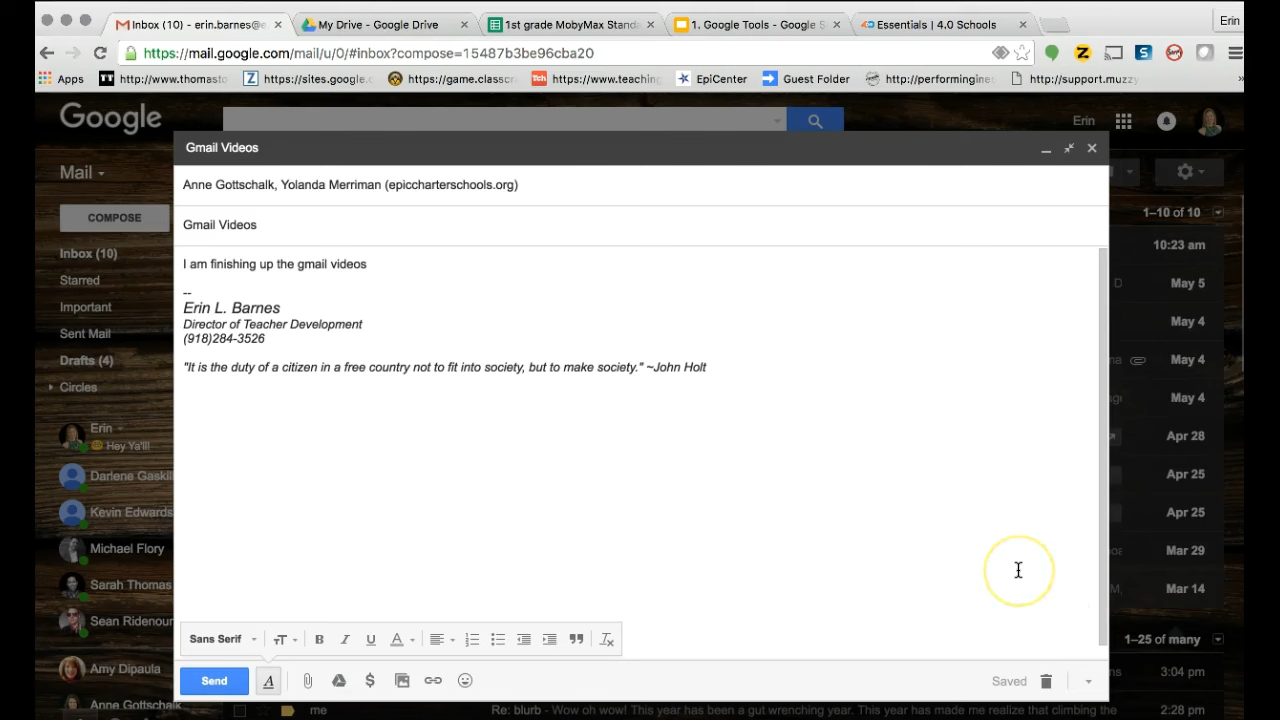 Inbox (10) - erin.barnes@e
My Drive - Google Drive
1st grade MobyMax Standa
1. Google Tools - Google S
Essentials | 4.0 Schools
Erin
https://mail.google.com/mail/u/0/#inbox?compose=15487b3be96cba20
Apps
http://www.thomasto
https://sites.google.c
https://game.classcr
https://www.teaching
EpiCenter
Guest Folder
http://performingine
http://support.muzzy
Google
Erin
Gmail Videos
Mail
Anne Gottschalk, Yolanda Merriman (epiccharterschools.org)
COMPOSE
1–10 of 10
Gmail Videos
Inbox (10)
10:23 am
I am finishing up the gmail videos
Starred
May 5
--
Important
Erin L. Barnes
Director of Teacher Development
May 4
Sent Mail
(918)284-3526
Drafts (4)
May 4
"It is the duty of a citizen in a free country not to fit into society, but to make society." ~John Holt
Circles
May 4
Erin
Hey Ya'll!
Apr 28
Darlene Gaskil
Apr 25
Kevin Edwards
Apr 25
Michael Flory
Mar 29
Sarah Thomas
Mar 14
Sean Ridenou
Sans Serif
1–25 of many
Amy Dipaula
3:04 pm
Send
Saved
Anne Gottschalk
me
Re: blurb - Wow oh wow! This year has been a gut wrenching year. This year has made me realize that climbing the
2:28 pm